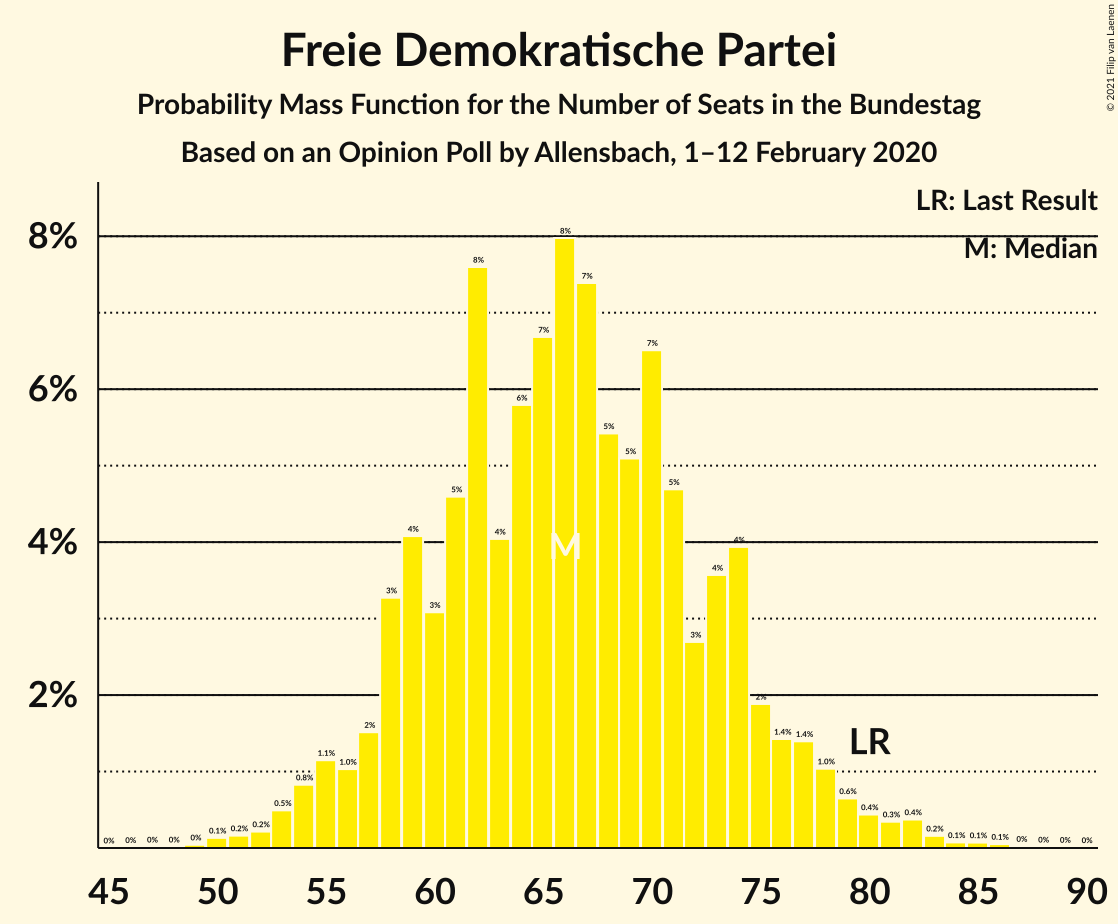 Freie Demokratische Partei
Probability Mass Function for the Number of Seats in the Bundestag
Based on an Opinion Poll by Allensbach, 1–12 February 2020
© 2021 Filip van Laenen
LR: Last Result
M: Median
8%
6%
4%
2%
0% 0% 0% 0% 0% 0.1% 0.2% 0.2% 0.5% 0.8% 1.1% 1.0% 2% 3% 4% 3% 5% 8% 4% 6% 7% 8% 7% 5% 5% 7% 5% 3% 4% 4% 2% 1.4% 1.4% 1.0% 0.6% 0.4% 0.3% 0.4% 0.2% 0.1% 0.1% 0.1% 0% 0% 0% 0%
M
LR
45 50 55 60 65 70 75 80 85 90